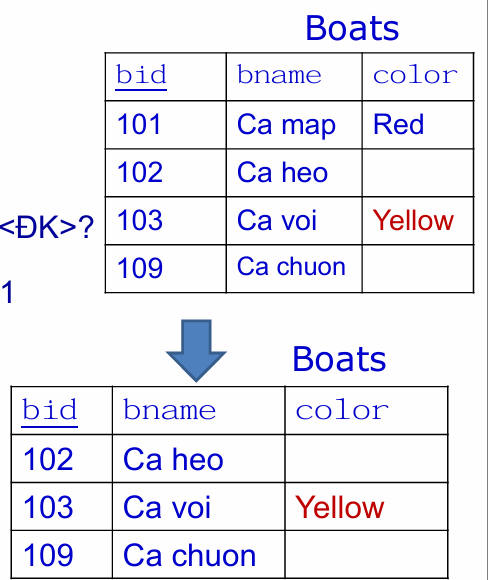 Boats
bid bname color
101 Ca map Red
102 Ca heo
<ĐK>? 103 Ca voi Yellow
109 Ca chuon
1
Boats
bid bname color
102 Ca heo
103 Ca voi Yellow
109 Ca chuon